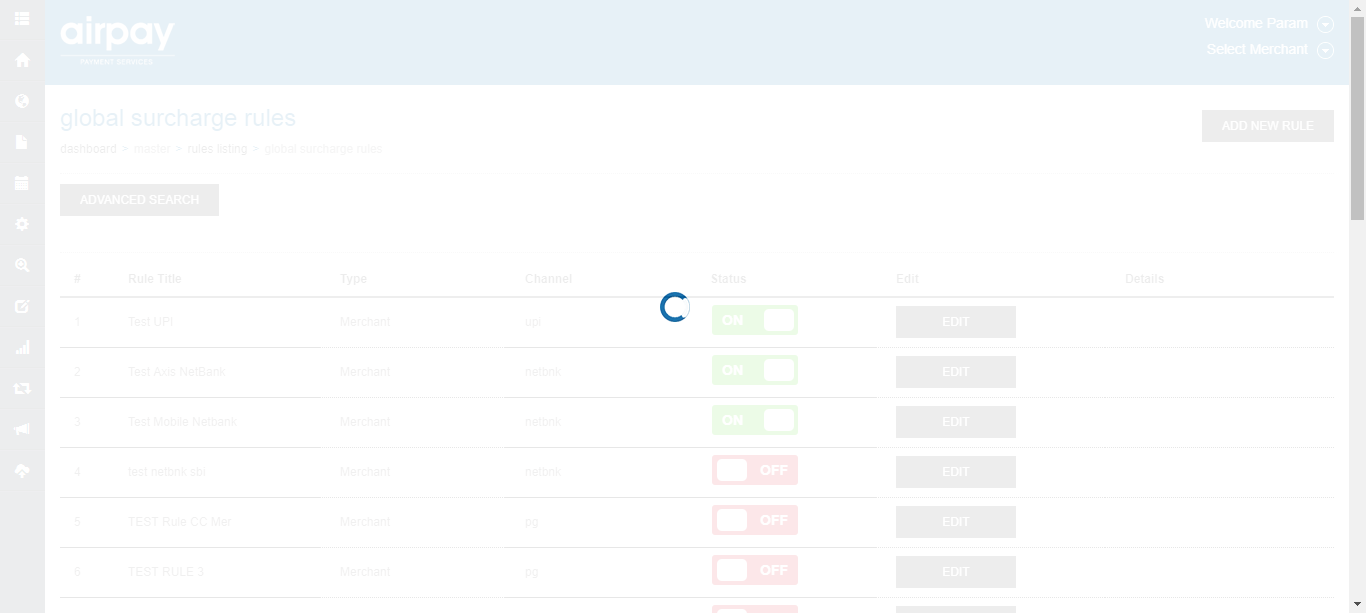 airpay
PAYMENT SERVICES
Welcome Param
Select Merchant
global surcharge rules
ADD NEW RULE
dashboard > master > rules listing > global surcharge rules
ADVANCED SEARCH
# Rule Title Type Channel Status Edit Details
1 Test UPI Merchant upi ON EDIT
2 Test Axis NetBank Merchant netbnk ON EDIT
3 Test Mobile Netbank Merchant netbnk ON EDIT
4 test netbnk sbi Merchant netbnk OFF EDIT
5 TEST Rule CC Mer Merchant pg OFF EDIT
6 TEST RULE 3 Merchant pg OFF EDIT